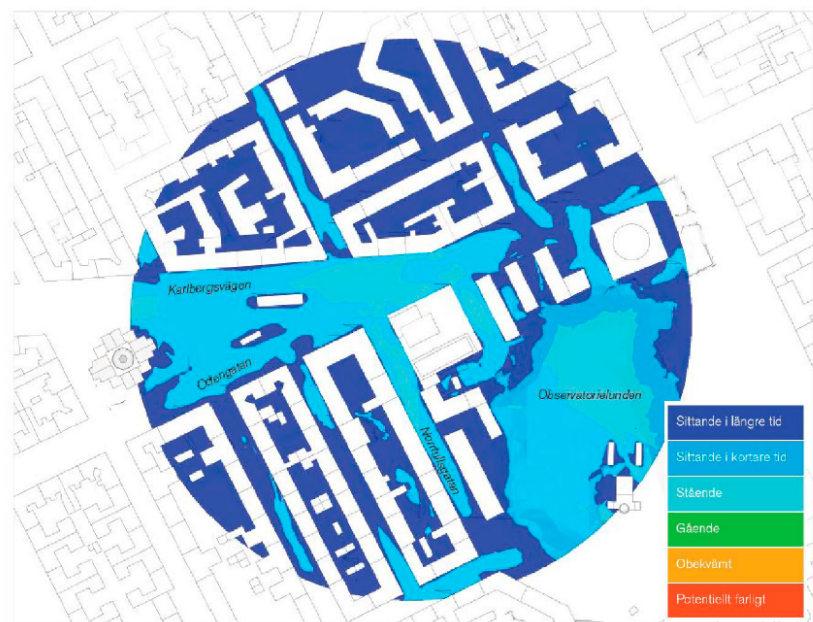 Karlbergsvägen
Odengatan
Norrtullsgatan
Observatorielunden
Sittande i längre tid
Sittande i kortare tid
Stående
Gående
Obekvämt
Potentiellt farligt